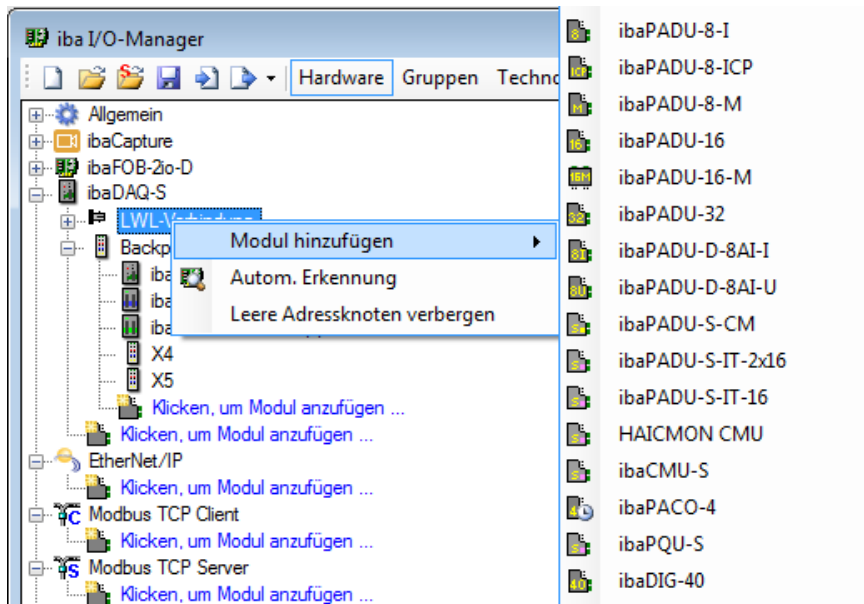 iba I/O-Manager
Hardware Gruppen Techno
Allgemein
ibaCapture
ibaFOB-2io-D
ibaDAQ-S
LWL-Verbindung
Backp
iba
iba
iba
X4
X5
Klicken, um Modul anzufügen ...
Klicken, um Modul anzufügen ...
EtherNet/IP
Klicken, um Modul anzufügen ...
Modbus TCP Client
Klicken, um Modul anzufügen ...
Modbus TCP Server
Klicken, um Modul anzufügen ...
Modul hinzufügen
Autom. Erkennung
Leere Adressknoten verbergen
ibaPADU-8-I
ibaPADU-8-ICP
ibaPADU-8-M
ibaPADU-16
ibaPADU-16-M
ibaPADU-32
ibaPADU-D-8AI-I
ibaPADU-D-8AI-U
ibaPADU-S-CM
ibaPADU-S-IT-2x16
ibaPADU-S-IT-16
HAICMON CMU
ibaCMU-S
ibaPACO-4
ibaPQU-S
ibaDIG-40